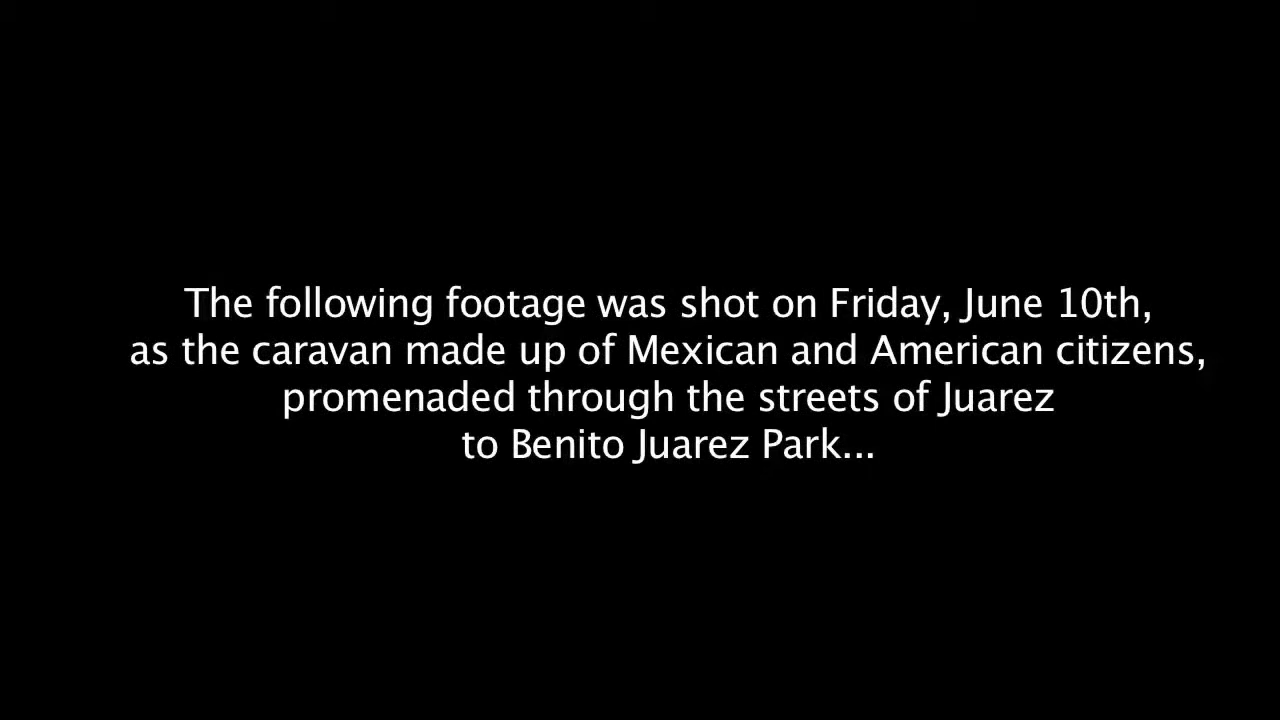 The following footage was shot on Friday, June 10th,
as the caravan made up of Mexican and American citizens,
promenaded through the streets of Juarez
to Benito Juarez Park...